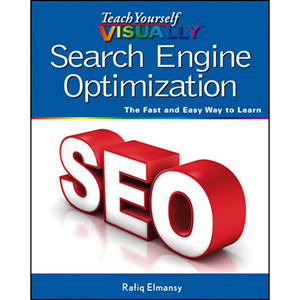 Teach Yourself
VISUALLY
Search Engine
Optimization
The Fast and Easy Way to Learn
SEO
Rafiq Elmansy